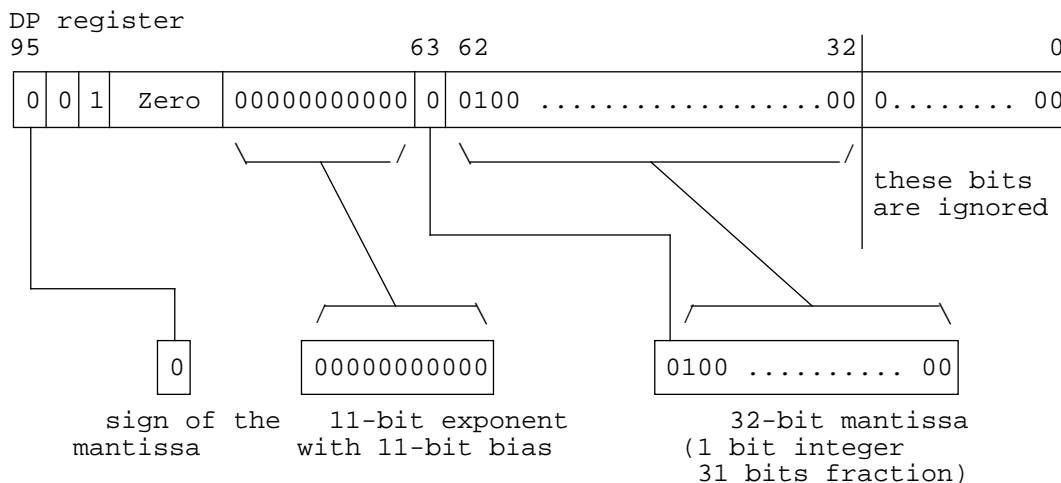 DP register
95 63 62 32 0
0 0 1 Zero 00000000000 0 0100 ...................00 0........ 00
these bits
are ignored
0 00000000000 0100 .......... 00
sign of the 11-bit exponent 32-bit mantissa
mantissa with 11-bit bias (1 bit integer
31 bits fraction)